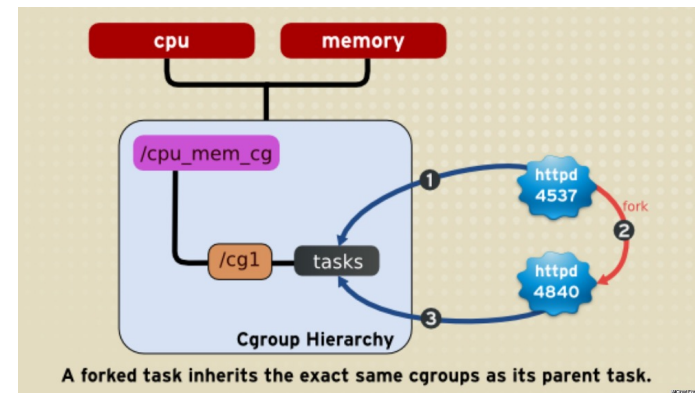 cpu
memory
/cpu_mem_cg
1
httpd
4537
fork
2
/cg1
tasks
httpd
4840
3
Cgroup Hierarchy
A forked task inherits the exact same cgroups as its parent task.